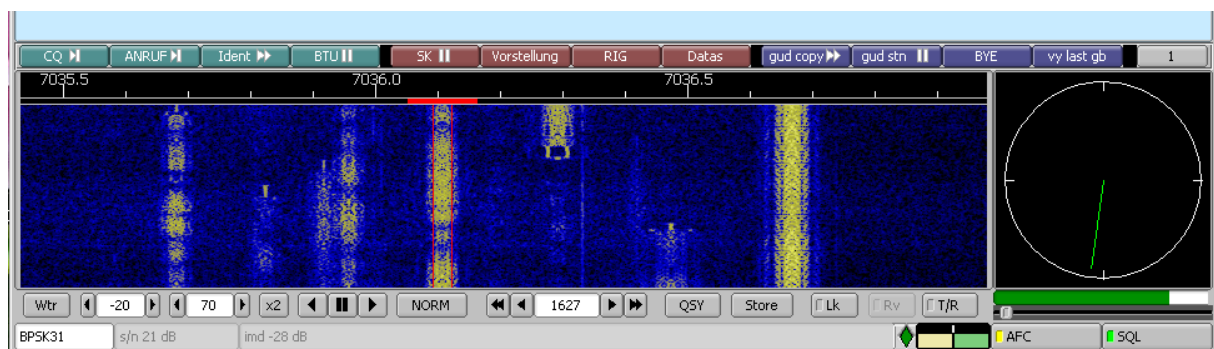 CQ ANRUF Ident BTU SK Vorstellung RIG Datas gud copy gud stn BYE vy last gb 1
7035.5 7036.0 7036.5
Wtr -20 70 x2 NORM 1627 QSY Store Lk Rv T/R
BPSK31 s/n 21 dB imd -28 dB AFC SQL